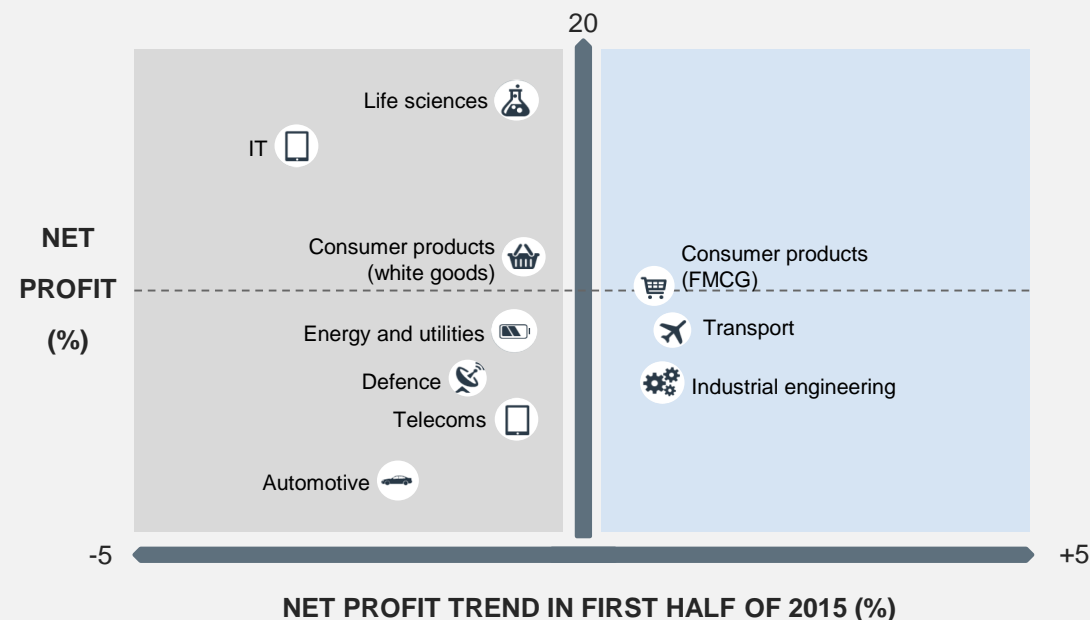 20
Life sciences
IT
NET
PROFIT
(%)
Consumer products
(white goods)
Consumer products
(FMCG)
Energy and utilities
Transport
Defence
Industrial engineering
Telecoms
Automotive
-5
+5
NET PROFIT TREND IN FIRST HALF OF 2015 (%)